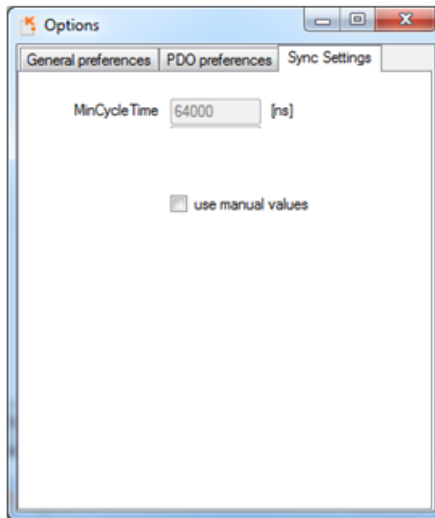 Options
General preferences PDO preferences Sync Settings
MinCycleTime 64000 [ns]
use manual values